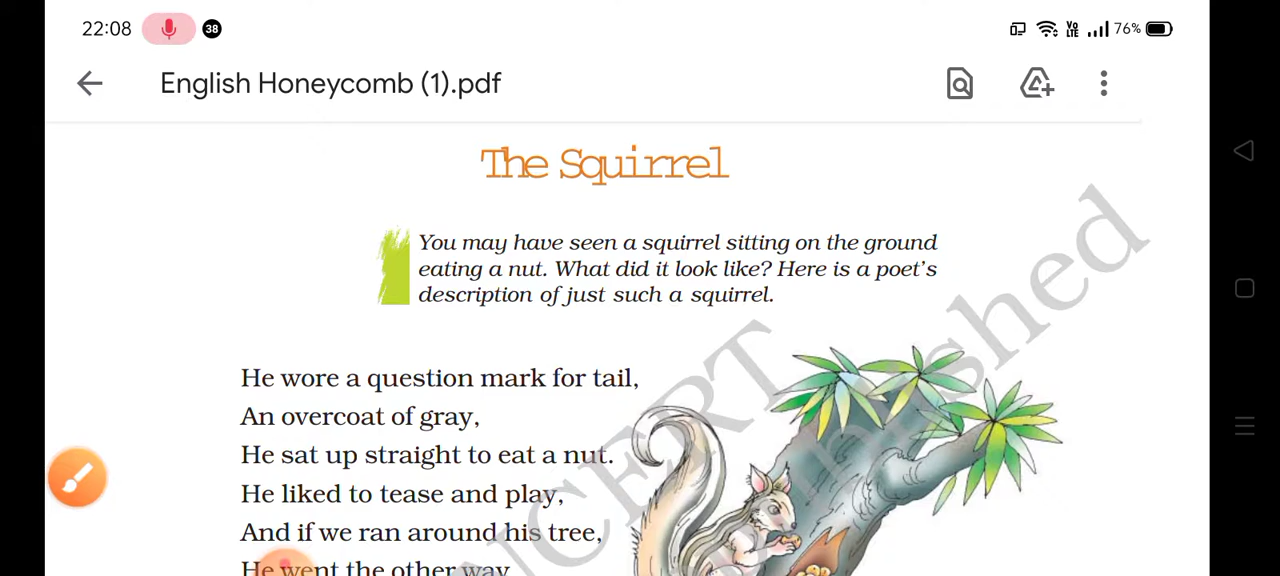 22:08
38
Vo
LTE
76%
English Honeycomb (1).pdf
The Squirrel
You may have seen a squirrel sitting on the ground
eating a nut. What did it look like? Here is a poet's
description of just such a squirrel.
He wore a question mark for tail,
An overcoat of gray,
He sat up straight to eat a nut.
He liked to tease and play,
And if we ran around his tree,
He went the other way
NCERT